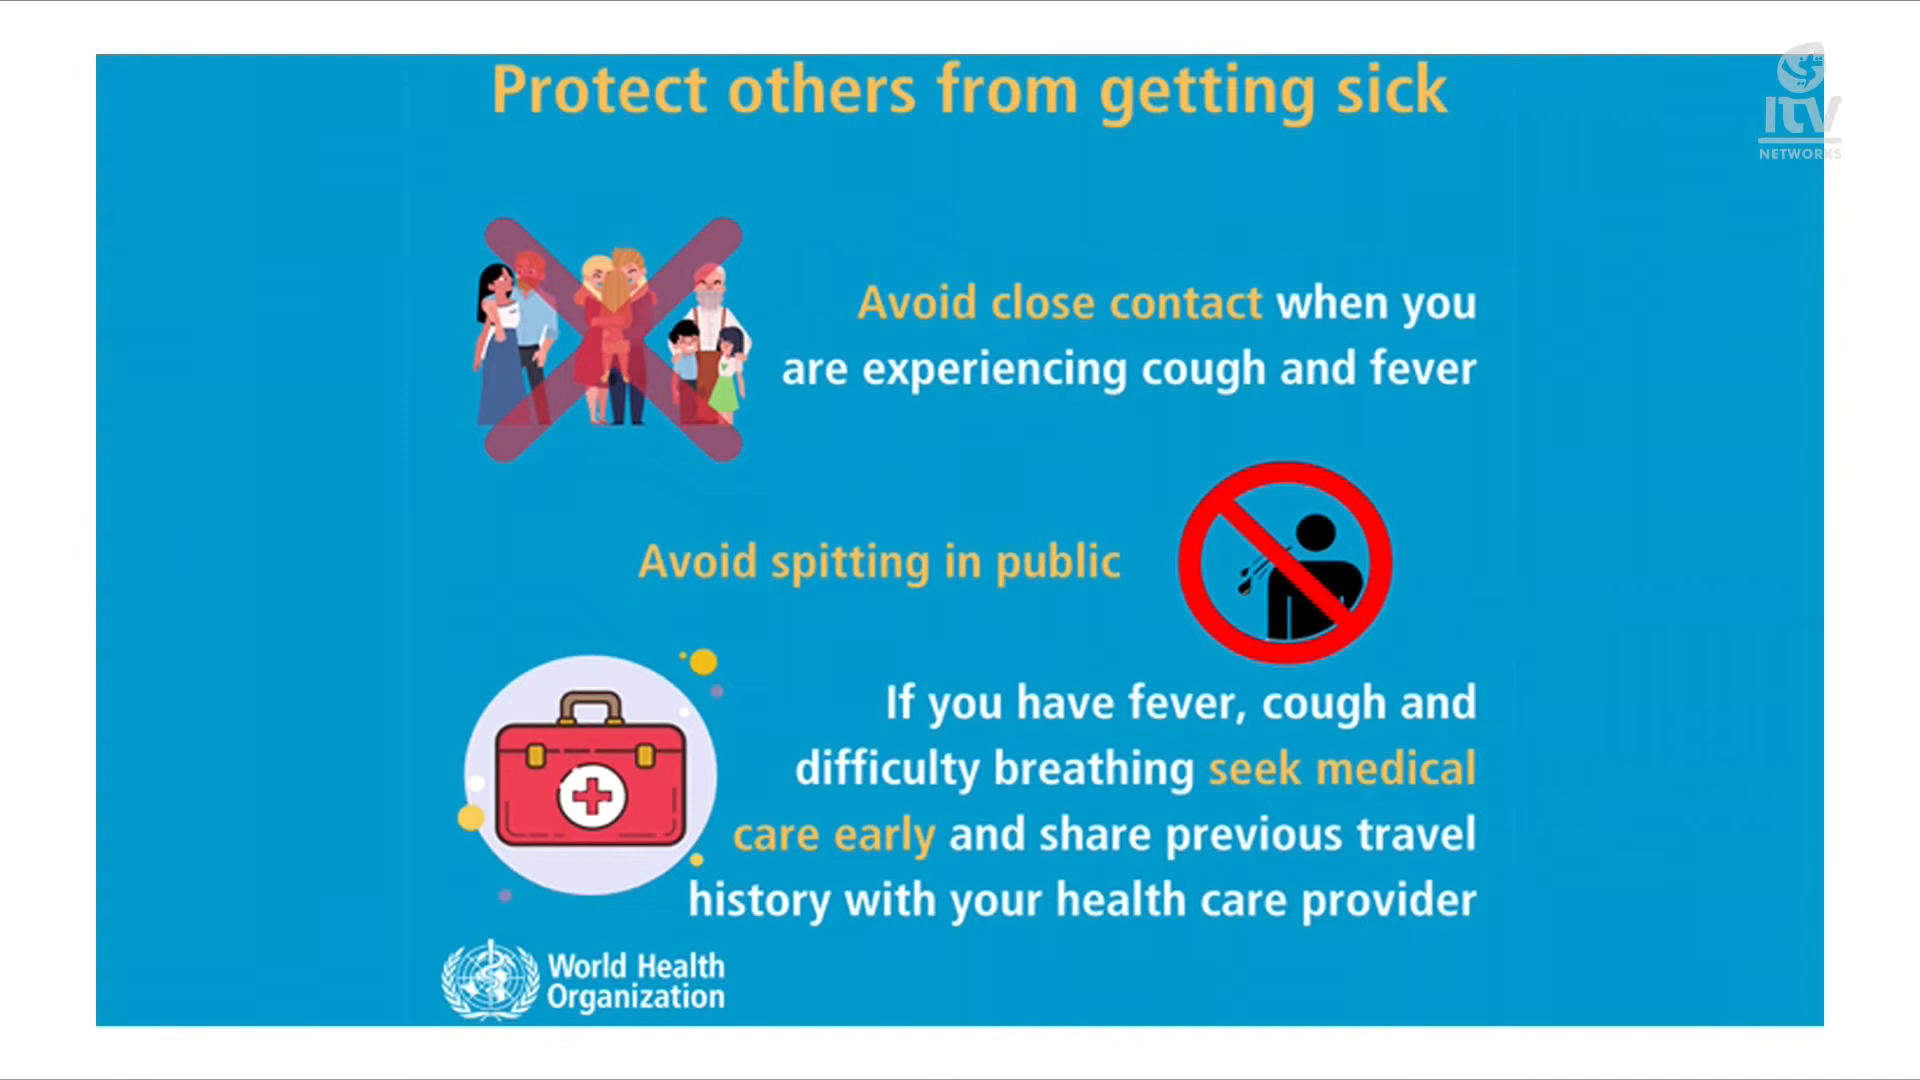 Protect others from getting sick
ITV
NETWORKS
Avoid close contact when you
are experiencing cough and fever
Avoid spitting in public
If you have fever, cough and
difficulty breathing seek medical
care early and share previous travel
history with your health care provider
World Health
Organization